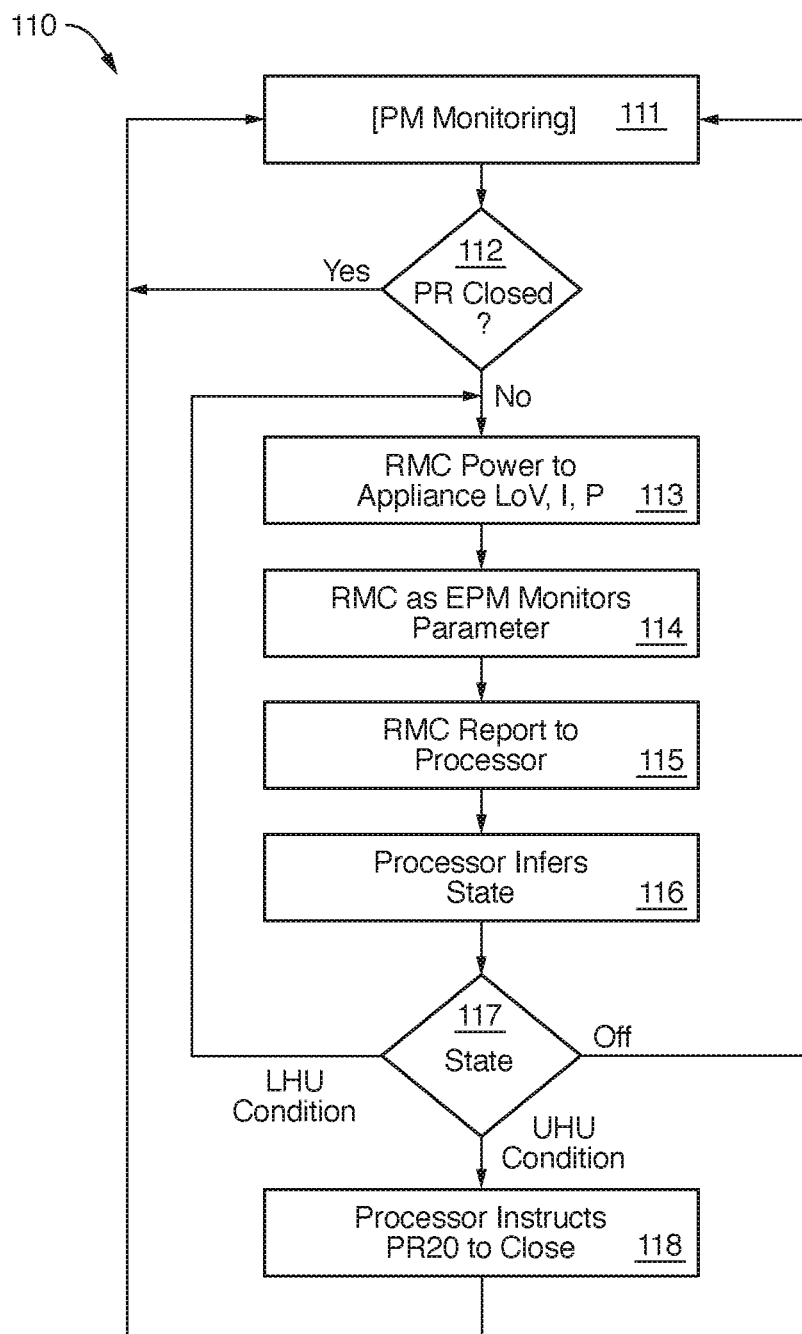 110
[PM Monitoring] 111
112
Yes
PR Closed
?
No
RMC Power to
Appliance LoV, I, P 113
RMC as EPM Monitors
Parameter 114
RMC Report to
Processor 115
Processor Infers
State 116
117
Off
State
LHU
Condition
UHU
Condition
Processor Instructs
PR20 to Close 118